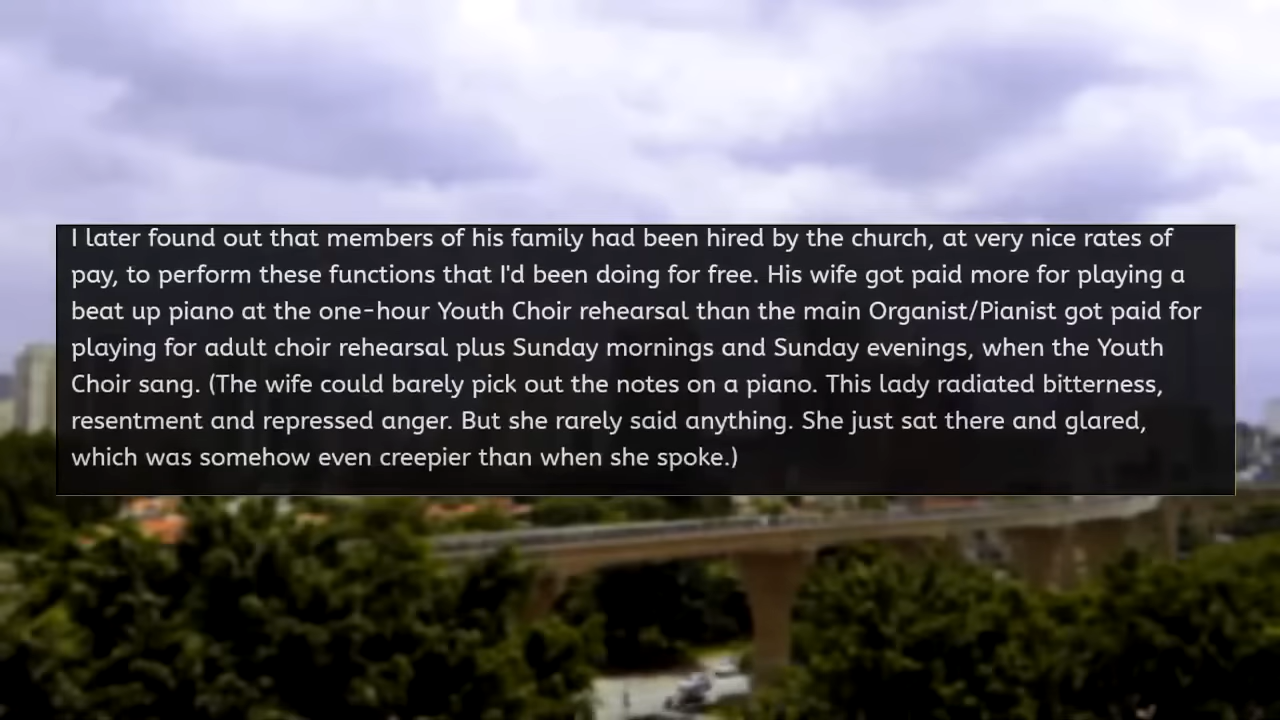 I later found out that members of his family had been hired by the church, at very nice rates of
pay, to perform these functions that I'd been doing for free. His wife got paid more for playing a
beat up piano at the one-hour Youth Choir rehearsal than the main Organist/Pianist got paid for
playing for adult choir rehearsal plus Sunday mornings and Sunday evenings, when the Youth
Choir sang. (The wife could barely pick out the notes on a piano. This lady radiated bitterness,
resentment and repressed anger. But she rarely said anything. She just sat there and glared,
which was somehow even creepier than when she spoke.)